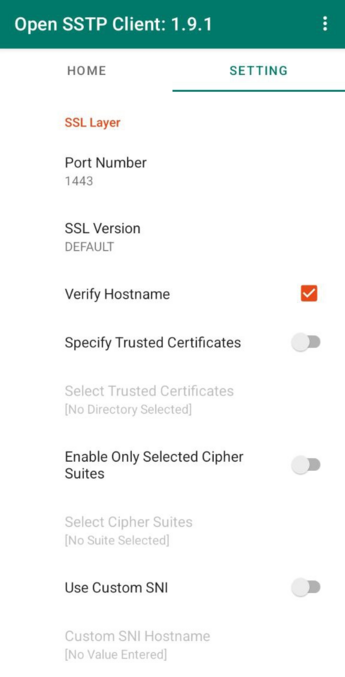 Open SSTP Client: 1.9.1
HOME
SETTING
SSL Layer
Port Number
1443
SSL Version
DEFAULT
Verify Hostname
Specify Trusted Certificates
Select Trusted Certificates
[No Directory Selected]
Enable Only Selected Cipher
Suites
Select Cipher Suites
[No Suite Selected]
Use Custom SNI
Custom SNI Hostname
[No Value Entered]